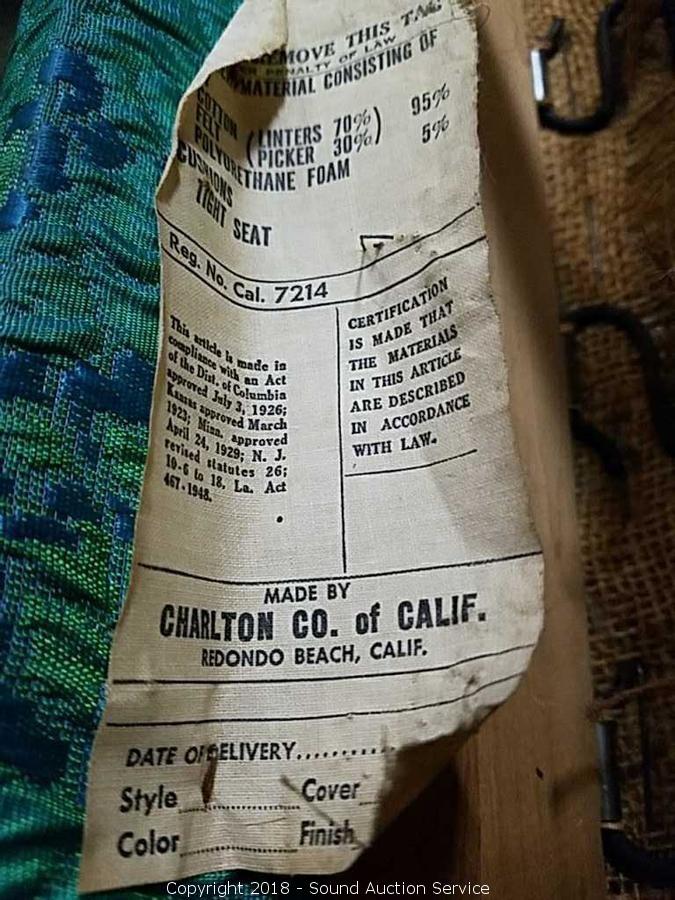 REMOVE THIS TAG
PENALTY OF LAW
MATERIAL CONSISTING OF
COTTON
FELT (LINTERS 70%) 95%
(PICKER 30%)
POLYURETHANE FOAM 5%
CUSHIONS
TIGHT SEAT
Reg. No. Cal. 7214
This article is made in
compliance with an Act
of the Dist. of Columbia
approved July 3, 1926;
Kansas approved March
1923; Minn. approved
April 24, 1929; N. J.
revised statutes 26;
10-6 to 18, La. Act
467-1948.
CERTIFICATION
IS MADE THAT
THE MATERIALS
IN THIS ARTICLE
ARE DESCRIBED
IN ACCORDANCE
WITH LAW.
MADE BY
CHARLTON CO. of CALIF.
REDONDO BEACH, CALIF.
DATE OF DELIVERY..........
Style ............ Cover
Color ............ Finish
Copyright 2018 - Sound Auction Service